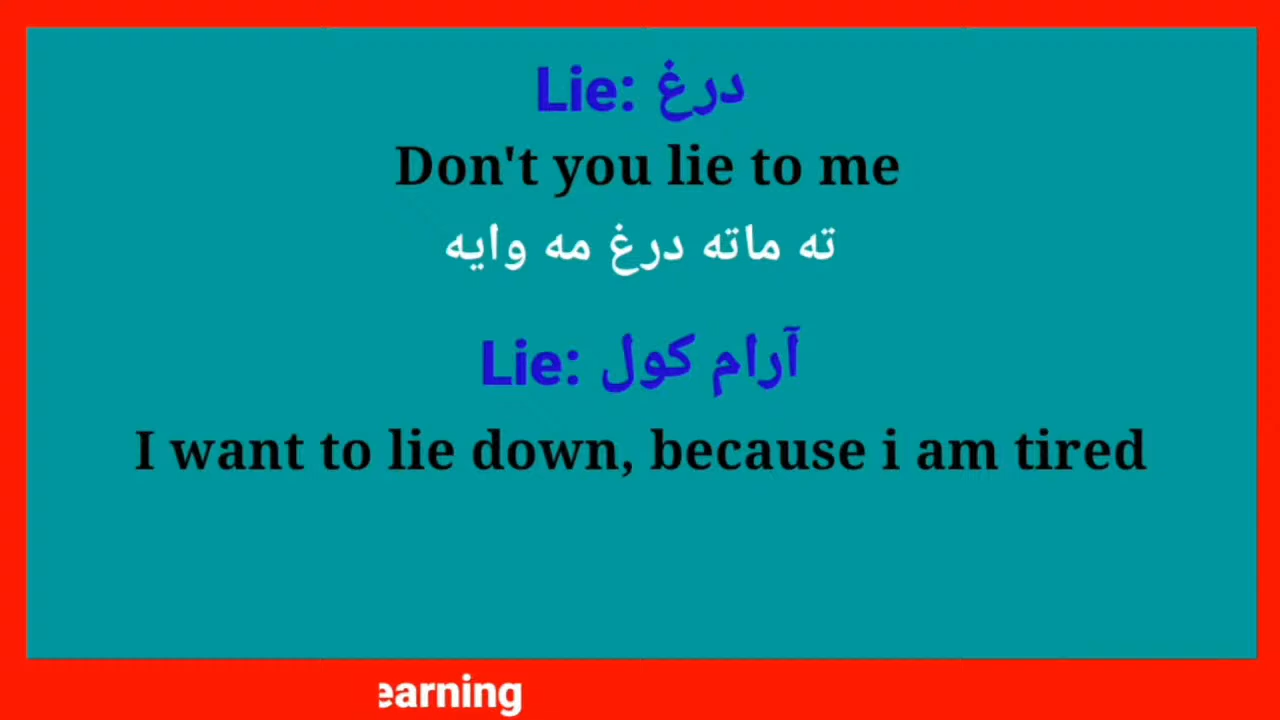 Lie: درغ
Don't you lie to me
ته ماته درغ مه وایه
Lie: آرام کول
I want to lie down, because i am tired
earning